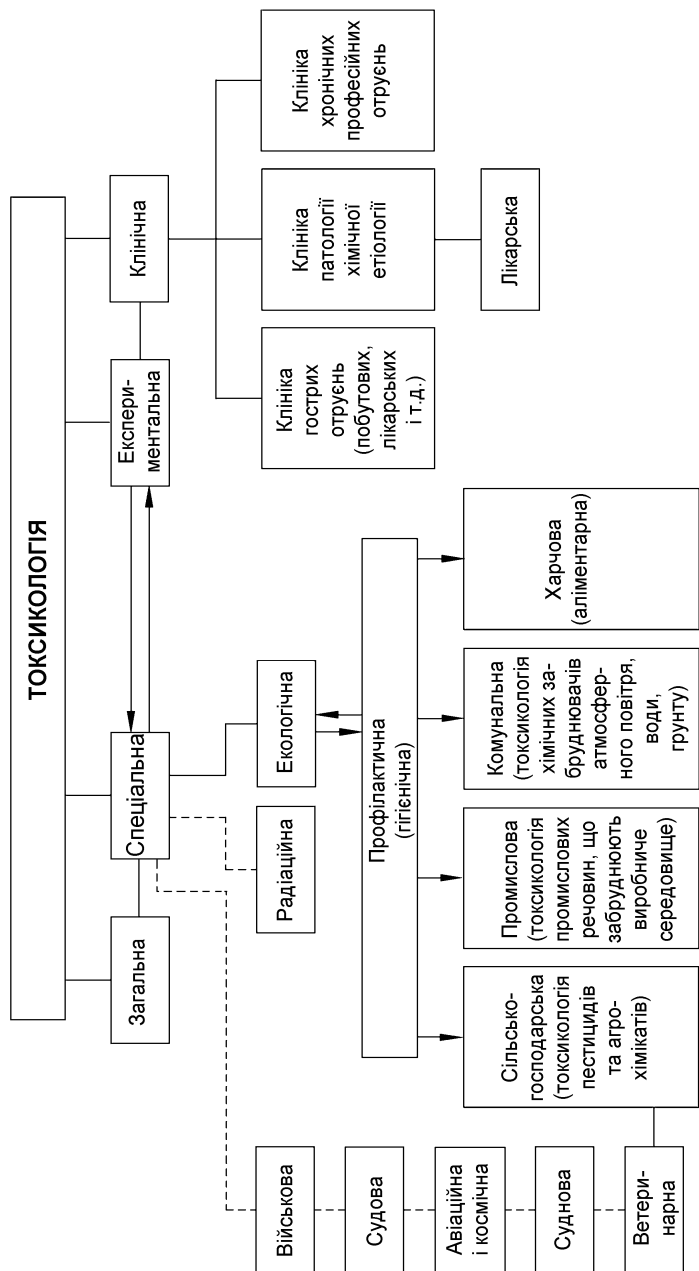 ТОКСИКОЛОГІЯ
Загальна
Спеціальна
Експери-
ментальна
Клінічна
Військова
Радіаційна
Екологічна
Клініка
гострих
отруєнь
(побутових,
лікарських
і т.д.)
Клініка
патології
хімічної
етіології
Клініка
хронічних
професійних
отруєнь
Судова
Профілактична
(гігієнічна)
Авіаційна
і космічна
Суднова
Ветери-
нарна
Сільсько-
господарська
(токсикологія
пестицидів
та агро-
хімікатів)
Промислова
(токсикологія
промислових
речовин, що
забруднюють
виробниче
середовище)
Комунальна
(токсикологія
хімічних за-
бруднювачів
атмосфер-
ного повітря,
води,
грунту)
Харчова
(аліментарна)
Лікарська